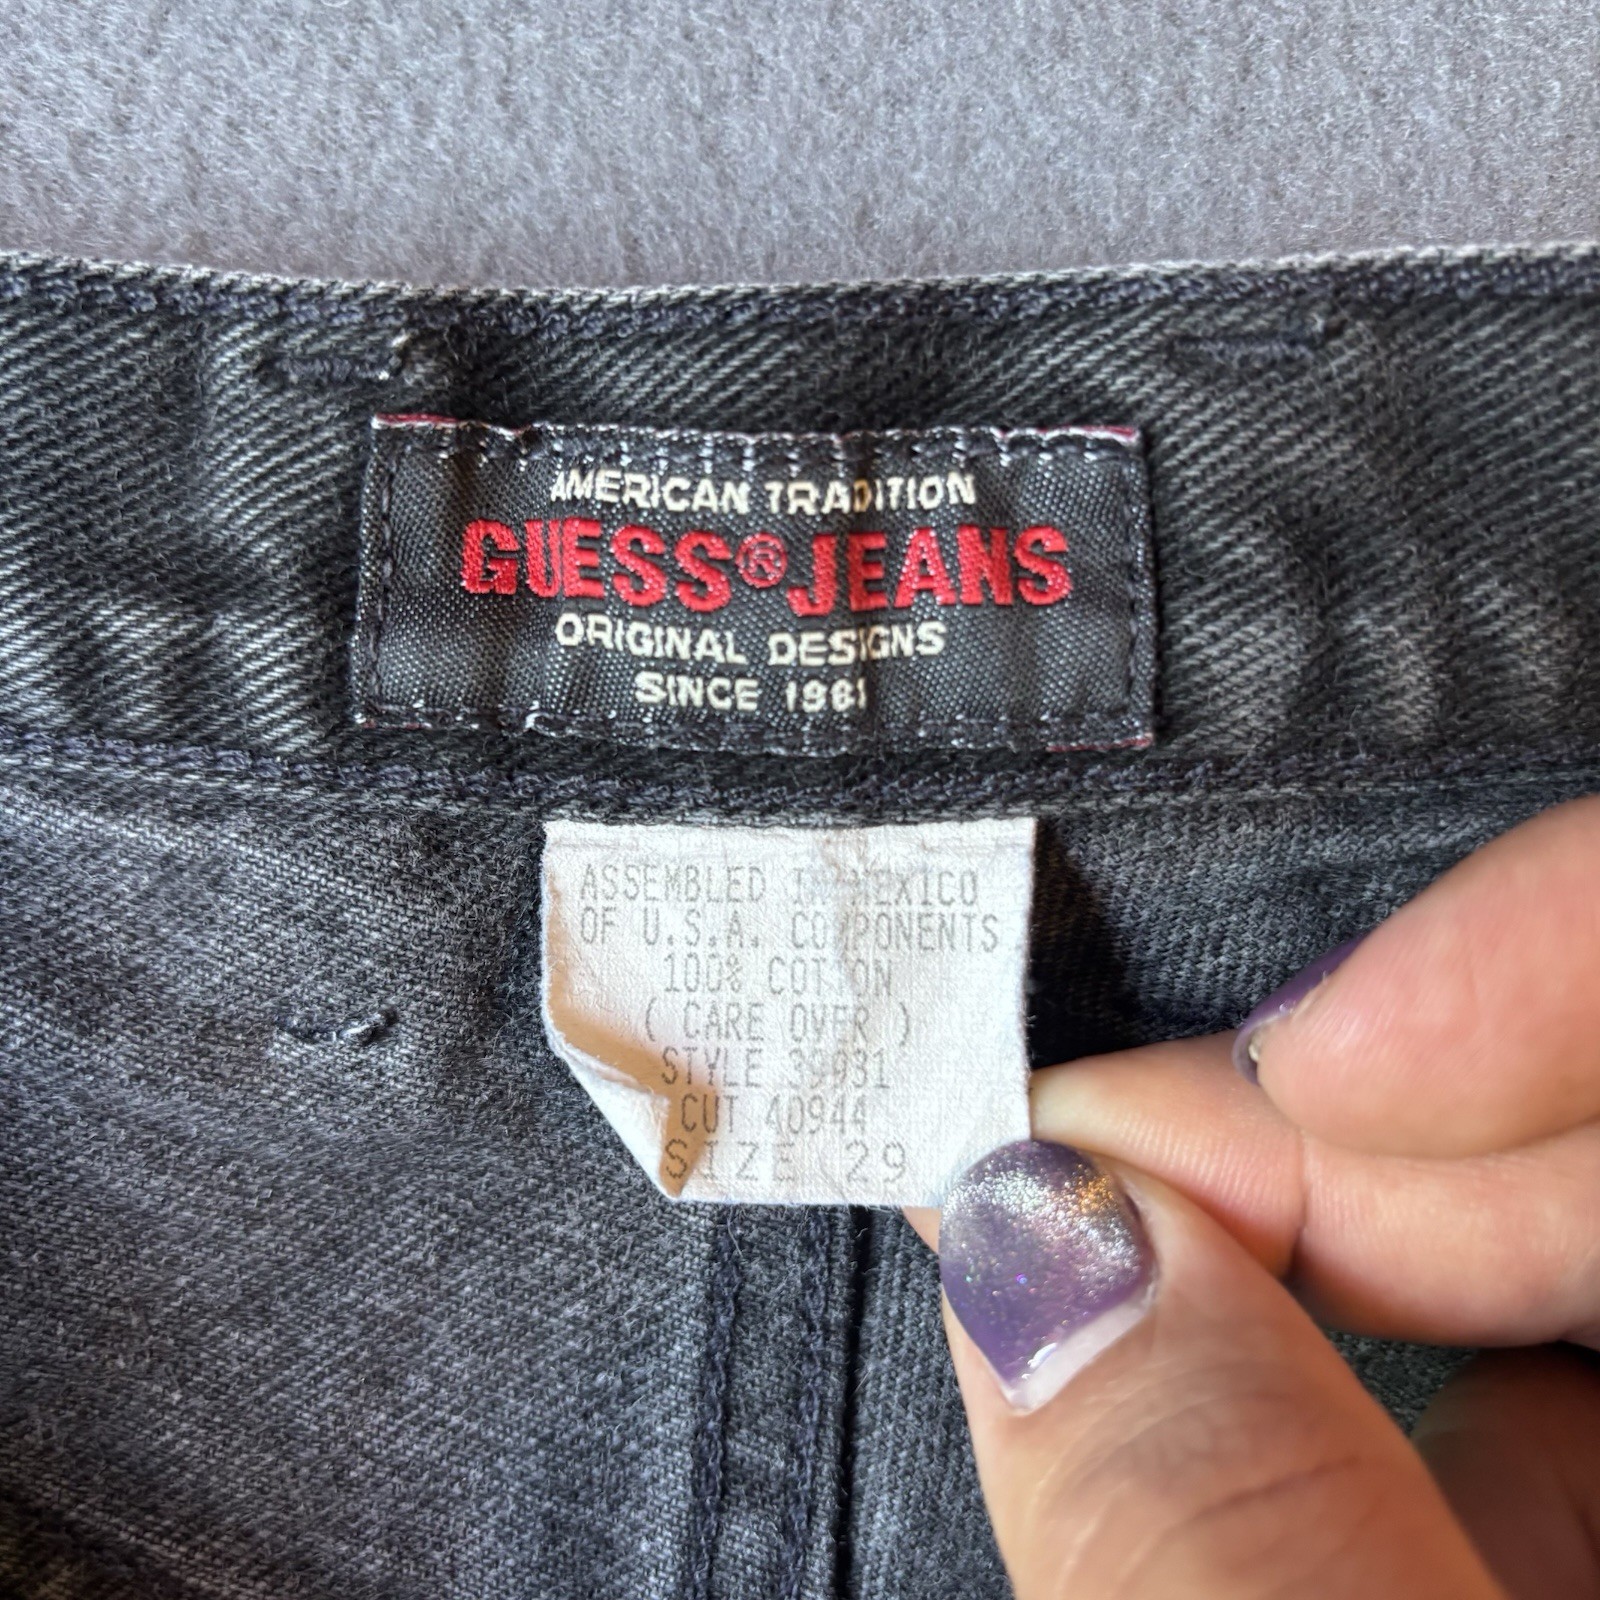 AMERICAN TRADITION
GUESS® JEANS
ORIGINAL DESIGNS
SINCE 1981
ASSEMBLED IN MEXICO
OF U.S.A. COMPONENTS
100% COTTON
( CARE OVER )
STYLE 39931
CUT 40944
SIZE 29